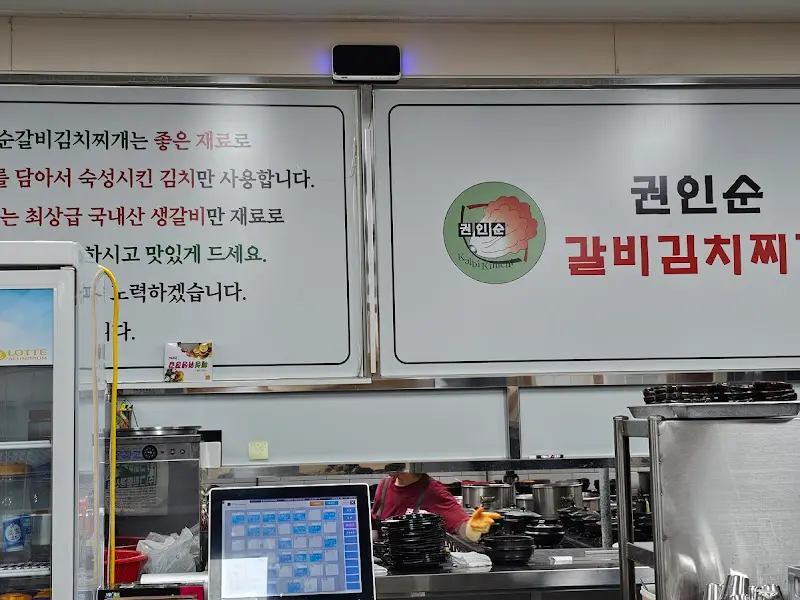 순갈비김치찌개는 좋은 재료로
를 담아서 숙성시킨 김치만 사용합니다.
는 최상급 국내산 생갈비만 재료로
하시고 맛있게 드세요.
노력하겠습니다.
다.
권인순
갈비김치찌
권인순
Kalbi Kimchi
LOTTE